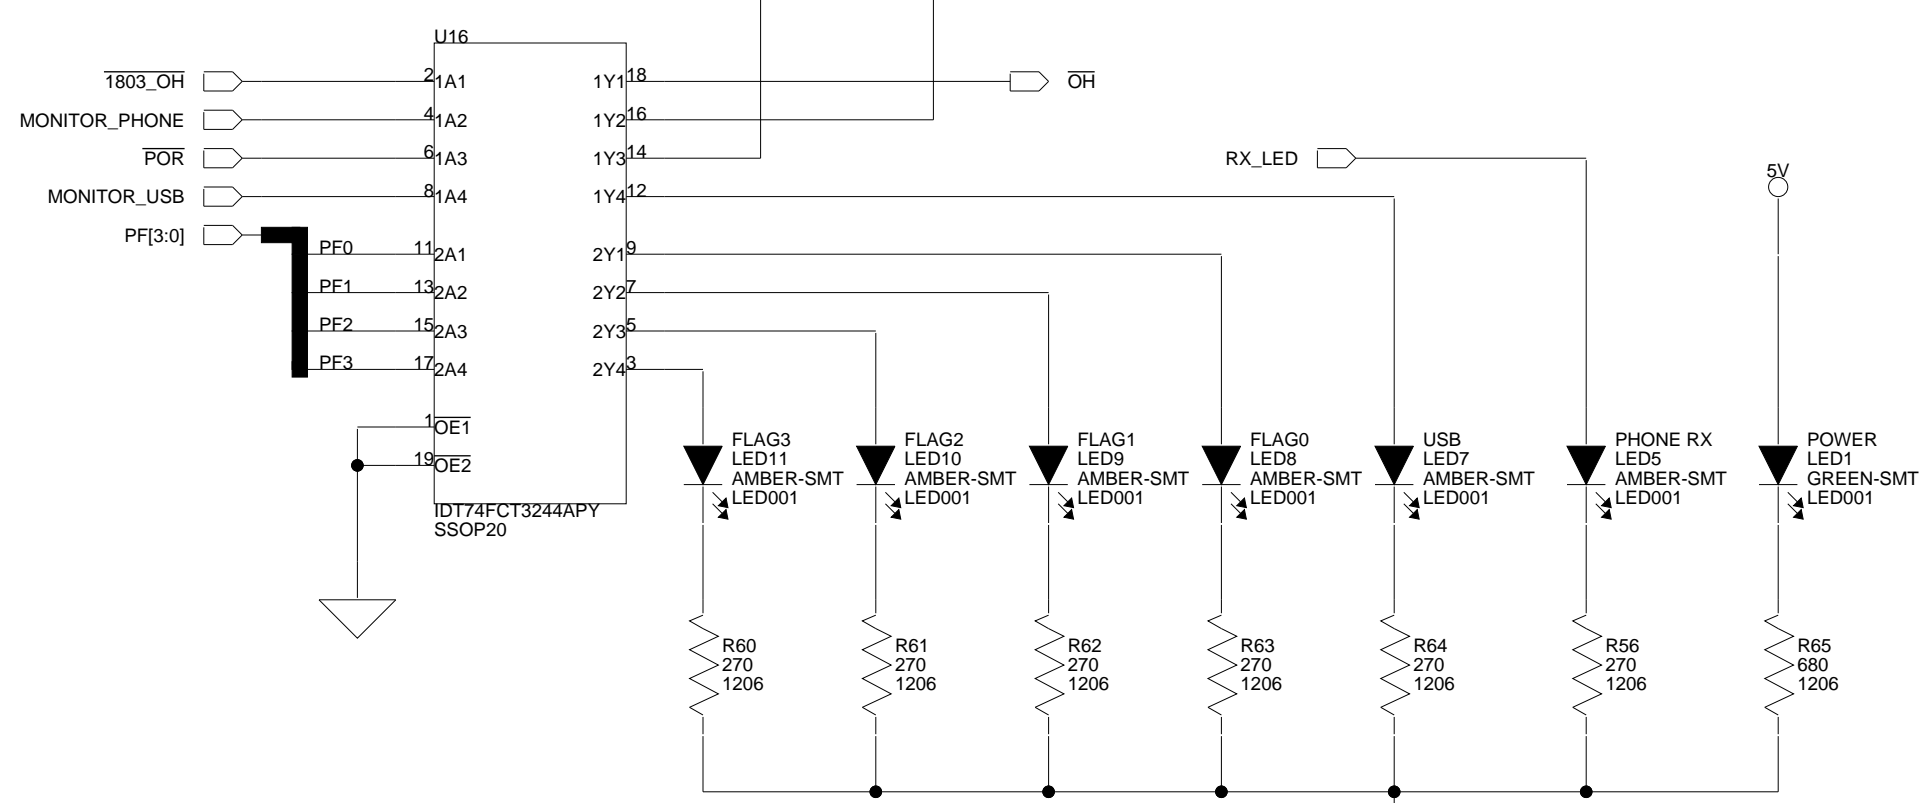 U16
1803_OH
2
1A1
1Y1
18
OH
MONITOR_PHONE
4
1A2
1Y2
16
POR
6
1A3
1Y3
14
RX_LED
MONITOR_USB
8
1A4
1Y4
12
5V
PF[3:0]
PF0
11
2A1
2Y1
9
PF1
13
2A2
2Y2
7
PF2
15
2A3
2Y3
5
PF3
17
2A4
2Y4
3
1
OE1
19
OE2
IDT74FCT3244APY
SSOP20
FLAG3
LED11
AMBER-SMT
LED001
FLAG2
LED10
AMBER-SMT
LED001
FLAG1
LED9
AMBER-SMT
LED001
FLAG0
LED8
AMBER-SMT
LED001
USB
LED7
AMBER-SMT
LED001
PHONE RX
LED5
AMBER-SMT
LED001
POWER
LED1
GREEN-SMT
LED001
R60
270
1206
R61
270
1206
R62
270
1206
R63
270
1206
R64
270
1206
R56
270
1206
R65
680
1206